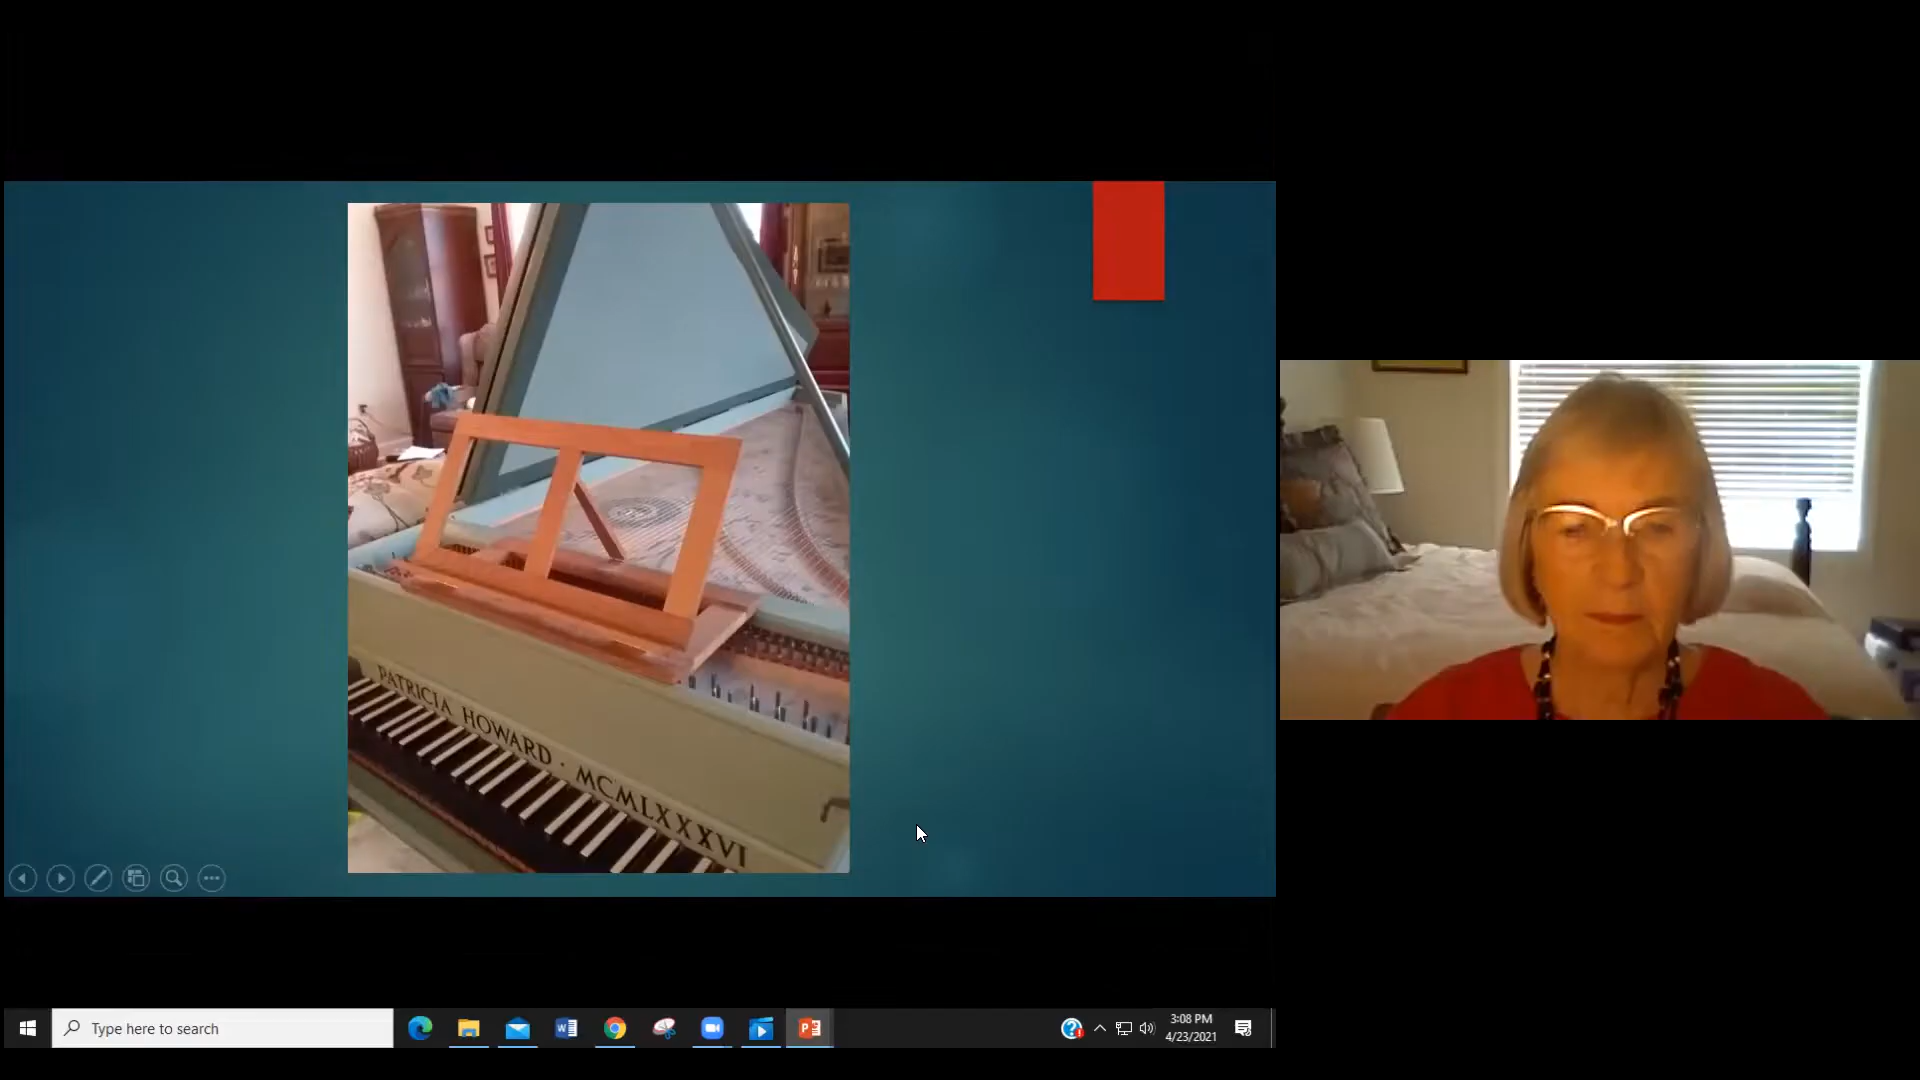 PATRICIA HOWARD · MCMLXXXVI
Type here to search
3:08 PM
4/23/2021